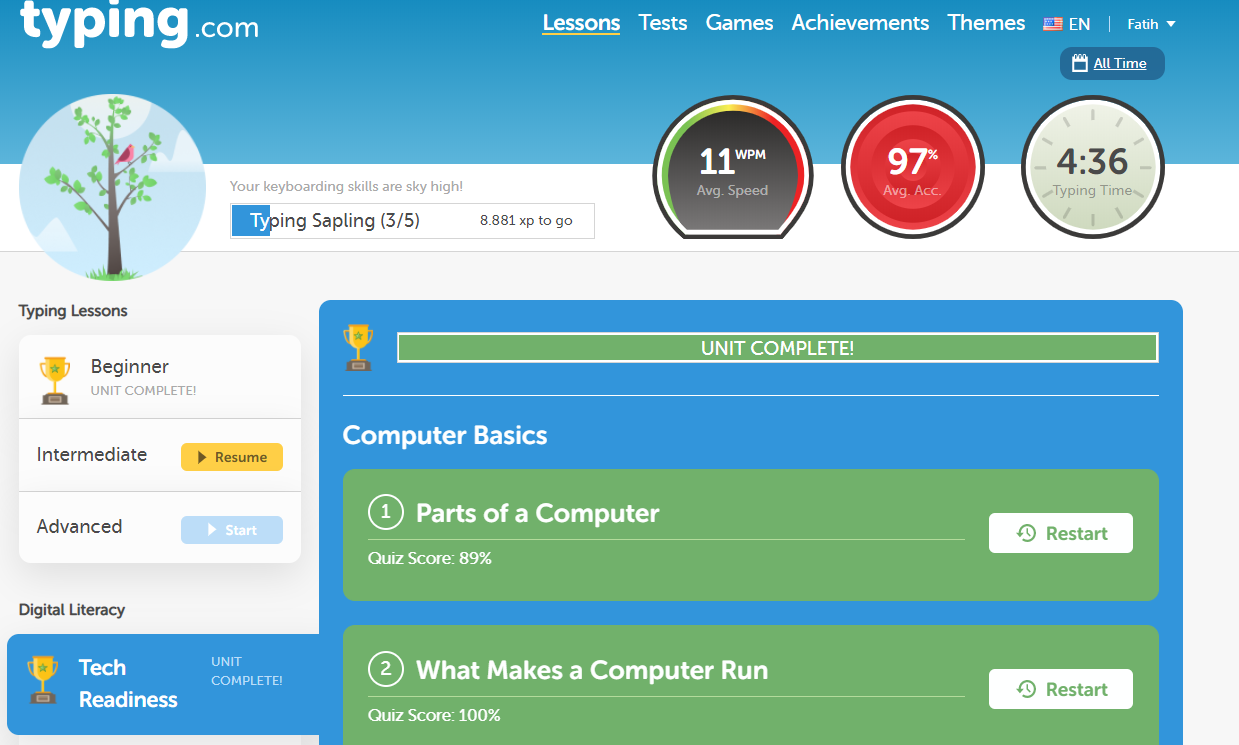 typing.com
Lessons Tests Games Achievements Themes EN Fatih
All Time
Your keyboarding skills are sky high!
Typing Sapling (3/5) 8.881 xp to go
11 WPM
Avg. Speed
97%
Avg. Acc.
4:36
Typing Time
Typing Lessons
Beginner
UNIT COMPLETE!
Intermediate
Resume
Advanced
Start
Digital Literacy
Tech
Readiness
UNIT
COMPLETE!
UNIT COMPLETE!
Computer Basics
1 Parts of a Computer
Quiz Score: 89%
Restart
2 What Makes a Computer Run
Quiz Score: 100%
Restart